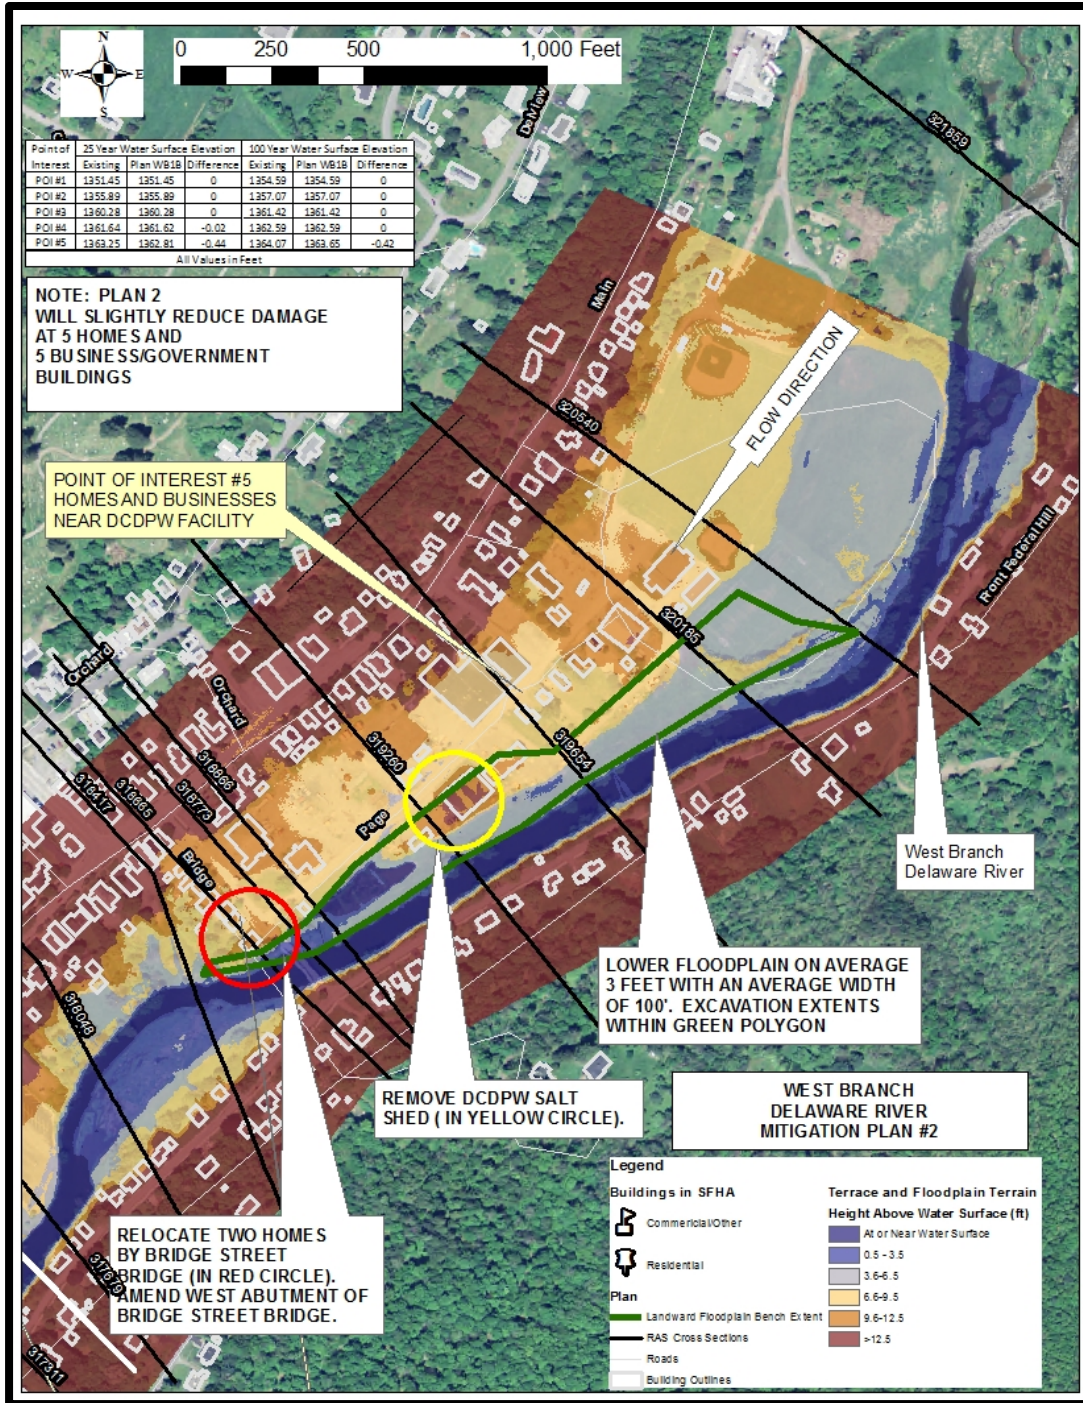 N
W E
S
0 250 500 1,000 Feet
Delview
321859
Point of Interest 25 Year Water Surface Elevation 100 Year Water Surface Elevation
Existing Plan WB1B Difference Existing Plan WB1B Difference
POI #1 1351.45 1351.45 0 1354.59 1354.59 0
POI #2 1355.89 1355.89 0 1357.07 1357.07 0
POI #3 1360.28 1360.28 0 1361.42 1361.42 0
POI #4 1361.64 1361.62 -0.02 1362.59 1362.59 0
POI #5 1363.25 1362.81 -0.44 1364.07 1363.65 -0.42
All Values in Feet
NOTE: PLAN 2
WILL SLIGHTLY REDUCE DAMAGE
AT 5 HOMES AND
5 BUSINESS/GOVERNMENT
BUILDINGS
Main
FLOW DIRECTION
320540
POINT OF INTEREST #5
HOMES AND BUSINESSES
NEAR DCDPW FACILITY
Front Federal Hill
320185
Orchard
Orchard
319260
319654
318866
318773
318665
318417
Page
Bridge
West Branch
Delaware River
LOWER FLOODPLAIN ON AVERAGE
3 FEET WITH AN AVERAGE WIDTH
OF 100'. EXCAVATION EXTENTS
WITHIN GREEN POLYGON
318048
REMOVE DCDPW SALT
SHED ( IN YELLOW CIRCLE).
WEST BRANCH
DELAWARE RIVER
MITIGATION PLAN #2
RELOCATE TWO HOMES
BY BRIDGE STREET
BRIDGE (IN RED CIRCLE).
AMEND WEST ABUTMENT OF
BRIDGE STREET BRIDGE.
317679
317311
Legend
Buildings in SFHA
Commericial/Other
Residential
Plan
Landward Floodplain Bench Extent
RAS Cross Sections
Roads
Building Outlines
Terrace and Floodplain Terrain
Height Above Water Surface (ft)
At or Near Water Surface
0.5 - 3.5
3.6-6.5
6.6-9.5
9.6-12.5
>12.5